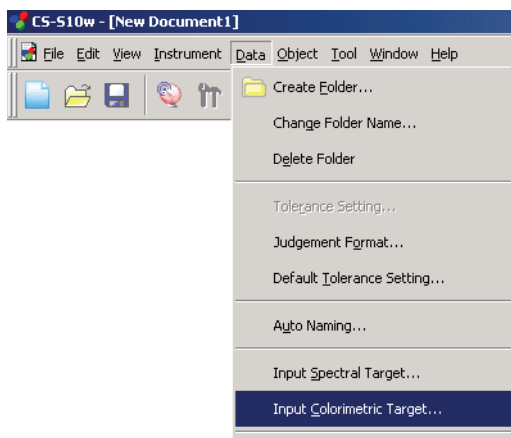 CS-S10w - [New Document1]
File Edit View Instrument Data Object Tool Window Help
Create Folder...
Change Folder Name...
Delete Folder
Tolerance Setting...
Judgement Format...
Default Tolerance Setting...
Auto Naming...
Input Spectral Target...
Input Colorimetric Target...